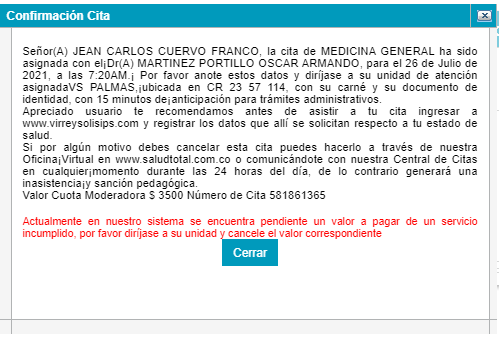 Confirmación Cita
Señor(A) JEAN CARLOS CUERVO FRANCO, la cita de MEDICINA GENERAL ha sido
asignada con el¡Dr(A) MARTINEZ PORTILLO OSCAR ARMANDO, para el 26 de Julio de
2021, a las 7:20AM.¡ Por favor anote estos datos y diríjase a su unidad de atención
asignadaVS PALMAS,¡ubicada en CR 23 57 114, con su carné y su documento de
identidad, con 15 minutos de¡anticipación para trámites administrativos.
Apreciado usuario te recomendamos antes de asistir a tu cita ingresar a
www.virreysolisips.com y registrar los datos que allí se solicitan respecto a tu estado de
salud.
Si por algún motivo debes cancelar esta cita puedes hacerlo a través de nuestra
Oficina¡Virtual en www.saludtotal.com.co o comunicándote con nuestra Central de Citas
en cualquier¡momento durante las 24 horas del día, de lo contrario generará una
inasistencia¡y sanción pedagógica.
Valor Cuota Moderadora $ 3500 Número de Cita 581861365
Actualmente en nuestro sistema se encuentra pendiente un valor a pagar de un servicio
incumplido, por favor diríjase a su unidad y cancele el valor correspondiente
Cerrar